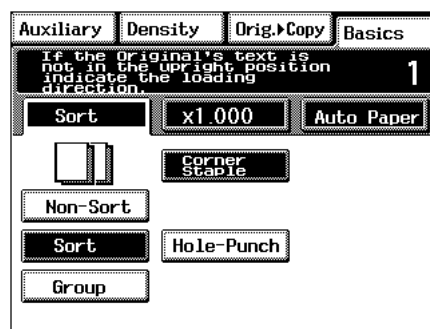 Auxiliary Density Orig.▶Copy Basics
If the Original's text is
not in the upright position
indicate the loading
direction.
1
Sort x1.000 Auto Paper
Corner
Staple
Non-Sort
Sort Hole-Punch
Group